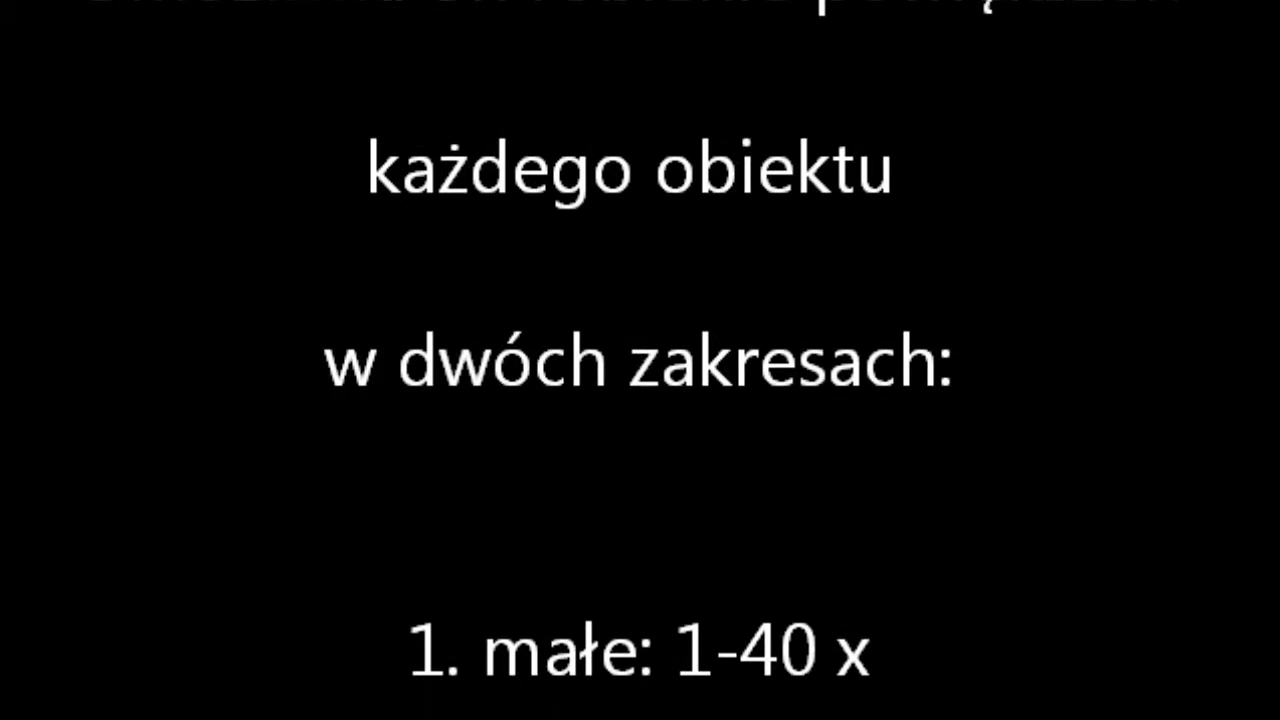 każdego obiektu
w dwóch zakresach:
1. małe: 1-40 x